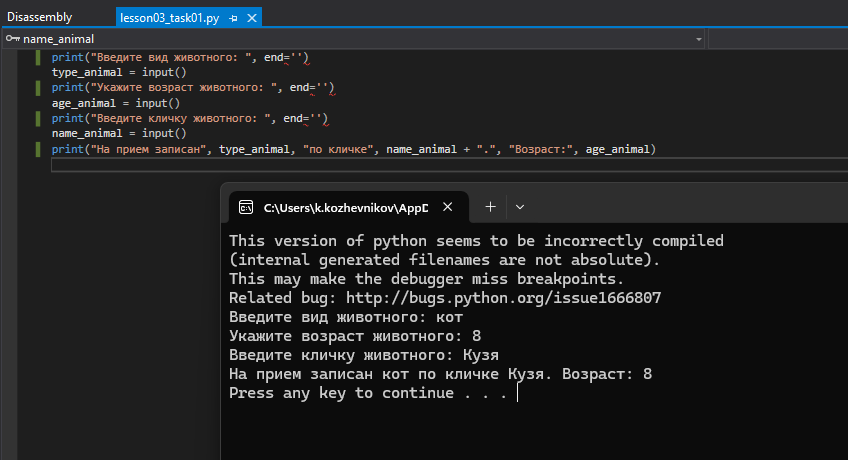 Disassembly lesson03_task01.py
name_animal
print("Введите вид животного: ", end='')
type_animal = input()
print("Укажите возраст животного: ", end='')
age_animal = input()
print("Введите кличку животного: ", end='')
name_animal = input()
print("На прием записан", type_animal, "по кличке", name_animal + ".", "Возраст:", age_animal)
C:\Users\k.kozhevnikov\AppD
This version of python seems to be incorrectly compiled
(internal generated filenames are not absolute).
This may make the debugger miss breakpoints.
Related bug: http://bugs.python.org/issue1666807
Введите вид животного: кот
Укажите возраст животного: 8
Введите кличку животного: Кузя
На прием записан кот по кличке Кузя. Возраст: 8
Press any key to continue . . .